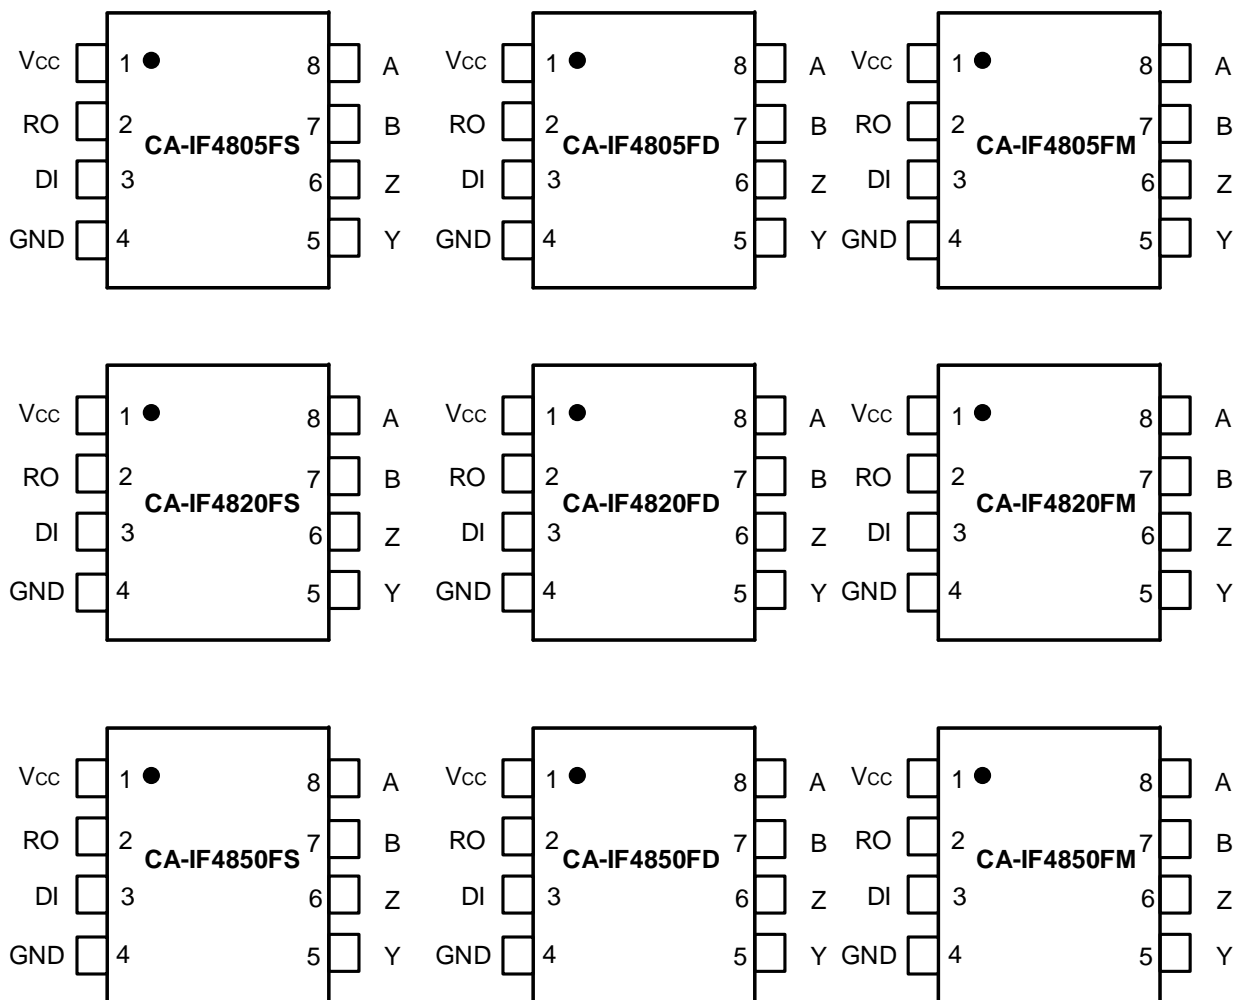 Vcc 1 8 A Vcc 1 8 A Vcc 1 8 A
RO 2 7 B RO 2 7 B RO 2 7 B
CA-IF4805FS CA-IF4805FD CA-IF4805FM
DI 3 6 Z DI 3 6 Z DI 3 6 Z
GND 4 5 Y GND 4 5 Y GND 4 5 Y
Vcc 1 8 A Vcc 1 8 A Vcc 1 8 A
RO 2 7 B RO 2 7 B RO 2 7 B
CA-IF4820FS CA-IF4820FD CA-IF4820FM
DI 3 6 Z DI 3 6 Z DI 3 6 Z
GND 4 5 Y GND 4 5 Y GND 4 5 Y
Vcc 1 8 A Vcc 1 8 A Vcc 1 8 A
RO 2 7 B RO 2 7 B RO 2 7 B
CA-IF4850FS CA-IF4850FD CA-IF4850FM
DI 3 6 Z DI 3 6 Z DI 3 6 Z
GND 4 5 Y GND 4 5 Y GND 4 5 Y